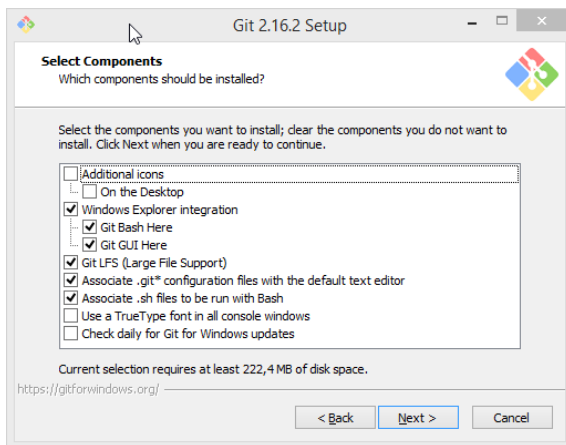 Git 2.16.2 Setup
Select Components
Which components should be installed?
Select the components you want to install; clear the components you do not want to
install. Click Next when you are ready to continue.
Additional icons
On the Desktop
Windows Explorer integration
Git Bash Here
Git GUI Here
Git LFS (Large File Support)
Associate .git* configuration files with the default text editor
Associate .sh files to be run with Bash
Use a TrueType font in all console windows
Check daily for Git for Windows updates
Current selection requires at least 222,4 MB of disk space.
https://gitforwindows.org/
< Back
Next >
Cancel